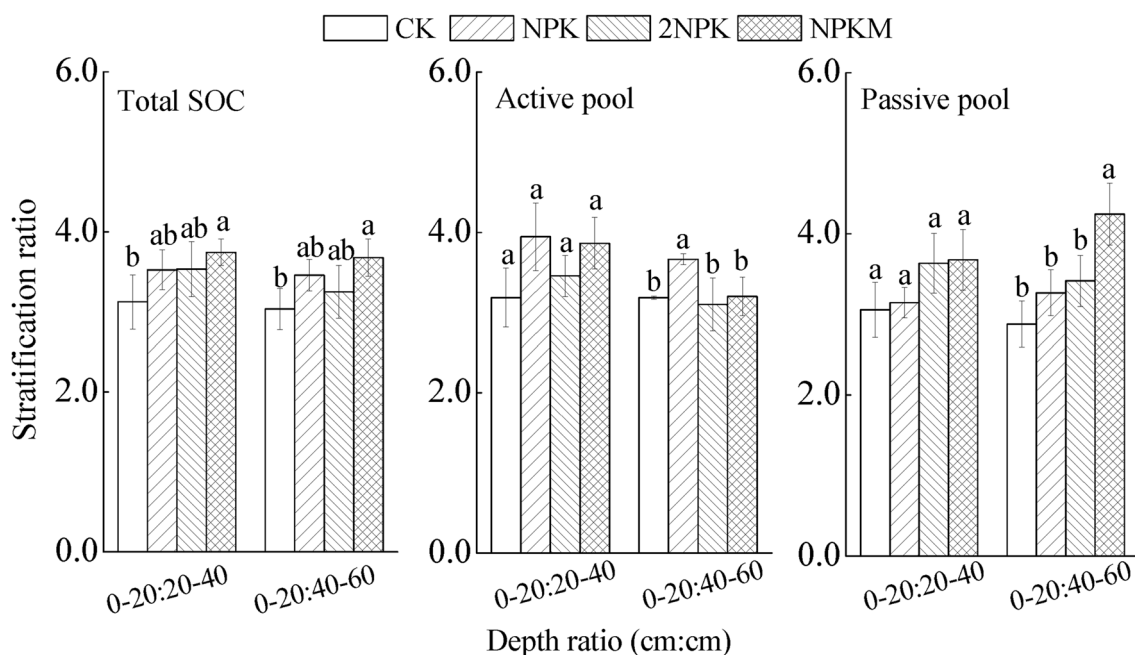 CK NPK 2NPK NPKM
Stratification ratio
6.0
4.0
2.0
0.0
Total SOC
b ab ab a
b ab ab a
0-20:20-40
0-20:40-60
6.0
4.0
2.0
0.0
Active pool
a a a a
b a b b
0-20:20-40
0-20:40-60
6.0
4.0
2.0
0.0
Passive pool
a a a a
b b b a
0-20:20-40
0-20:40-60
Depth ratio (cm:cm)